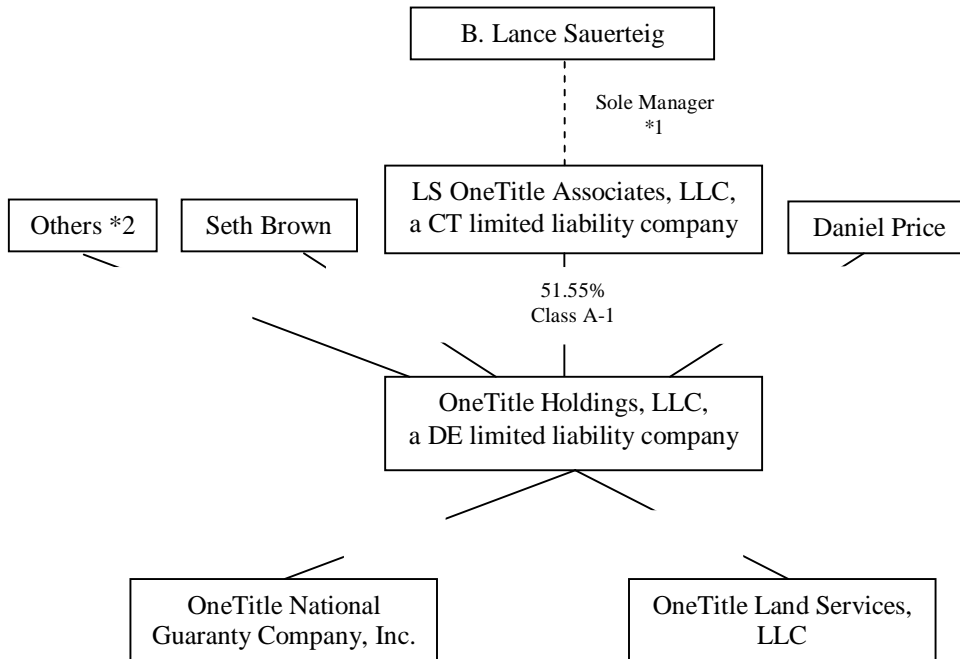 B. Lance Sauerteig
Sole Manager
*1
LS OneTitle Associates, LLC,
a CT limited liability company
Others *2
Seth Brown
Daniel Price
51.55%
Class A-1
OneTitle Holdings, LLC,
a DE limited liability company
OneTitle National
Guaranty Company, Inc.
OneTitle Land Services,
LLC